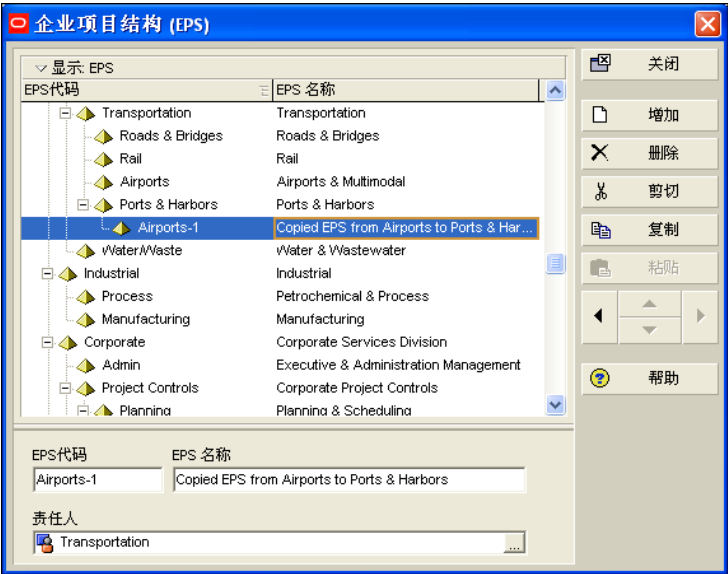 企业项目结构 (EPS)
显示: EPS
EPS代码 EPS 名称
Transportation Transportation
Roads & Bridges Roads & Bridges
Rail Rail
Airports Airports & Multimodal
Ports & Harbors Ports & Harbors
Airports-1 Copied EPS from Airports to Ports & Har...
Water/Waste Water & Wastewater
Industrial Industrial
Process Petrochemical & Process
Manufacturing Manufacturing
Corporate Corporate Services Division
Admin Executive & Administration Management
Project Controls Corporate Project Controls
Planning Planning & Scheduling
EPS代码 EPS 名称
Airports-1 Copied EPS from Airports to Ports & Harbors
责任人
Transportation ...
关闭
增加
删除
剪切
复制
粘贴
帮助